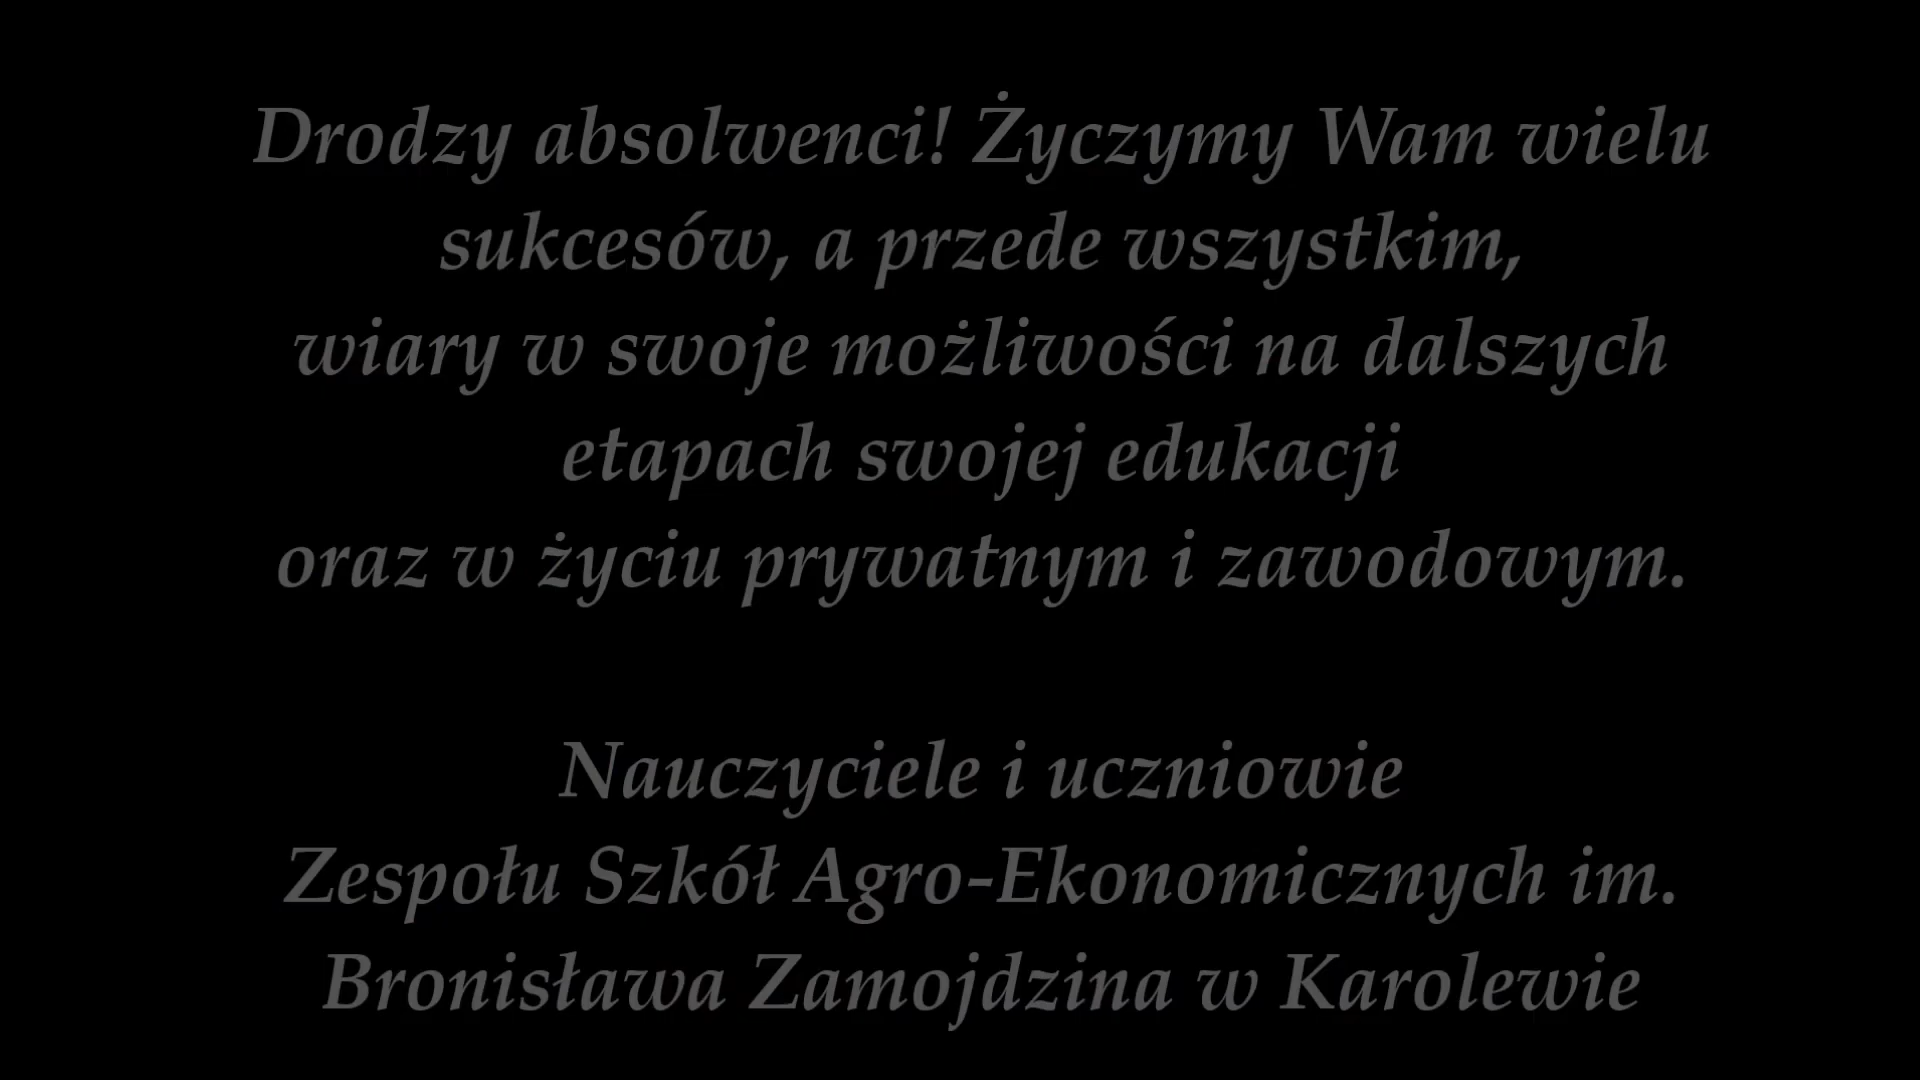 Drodzy absolwenci! Życzymy Wam wielu
sukcesów, a przede wszystkim,
wiary w swoje możliwości na dalszych
etapach swojej edukacji
oraz w życiu prywatnym i zawodowym.
Nauczyciele i uczniowie
Zespołu Szkół Agro-Ekonomicznych im.
Bronisława Zamojdzina w Karolewie